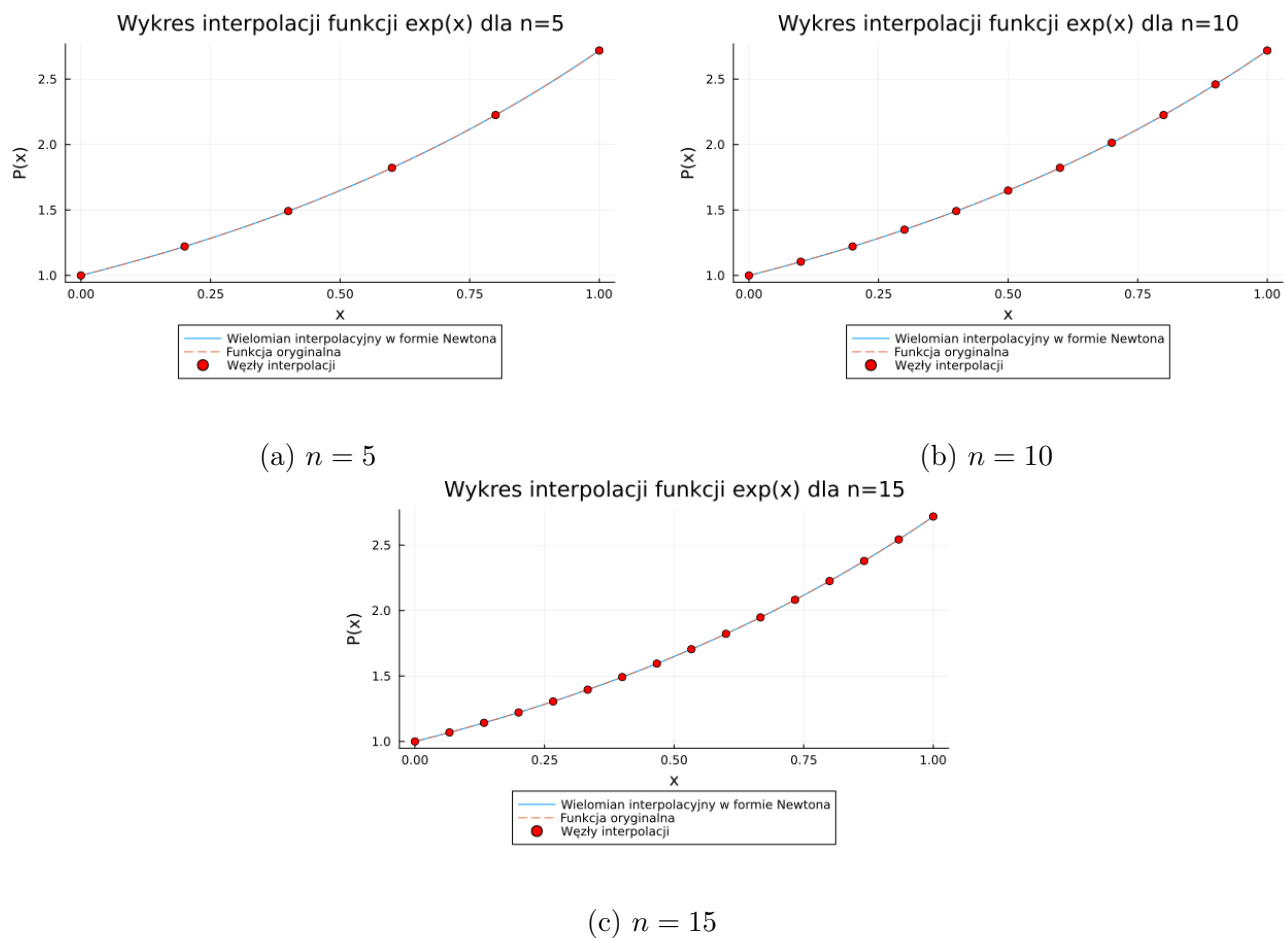 Wykres interpolacji funkcji exp(x) dla n=5
P(x)
2.5
2.0
1.5
1.0
0.00 0.25 0.50 0.75 1.00
x
Wielomian interpolacyjny w formie Newtona
Funkcja oryginalna
Węzły interpolacji
(a) n = 5
Wykres interpolacji funkcji exp(x) dla n=10
P(x)
2.5
2.0
1.5
1.0
0.00 0.25 0.50 0.75 1.00
x
Wielomian interpolacyjny w formie Newtona
Funkcja oryginalna
Węzły interpolacji
(b) n = 10
Wykres interpolacji funkcji exp(x) dla n=15
P(x)
2.5
2.0
1.5
1.0
0.00 0.25 0.50 0.75 1.00
x
Wielomian interpolacyjny w formie Newtona
Funkcja oryginalna
Węzły interpolacji
(c) n = 15